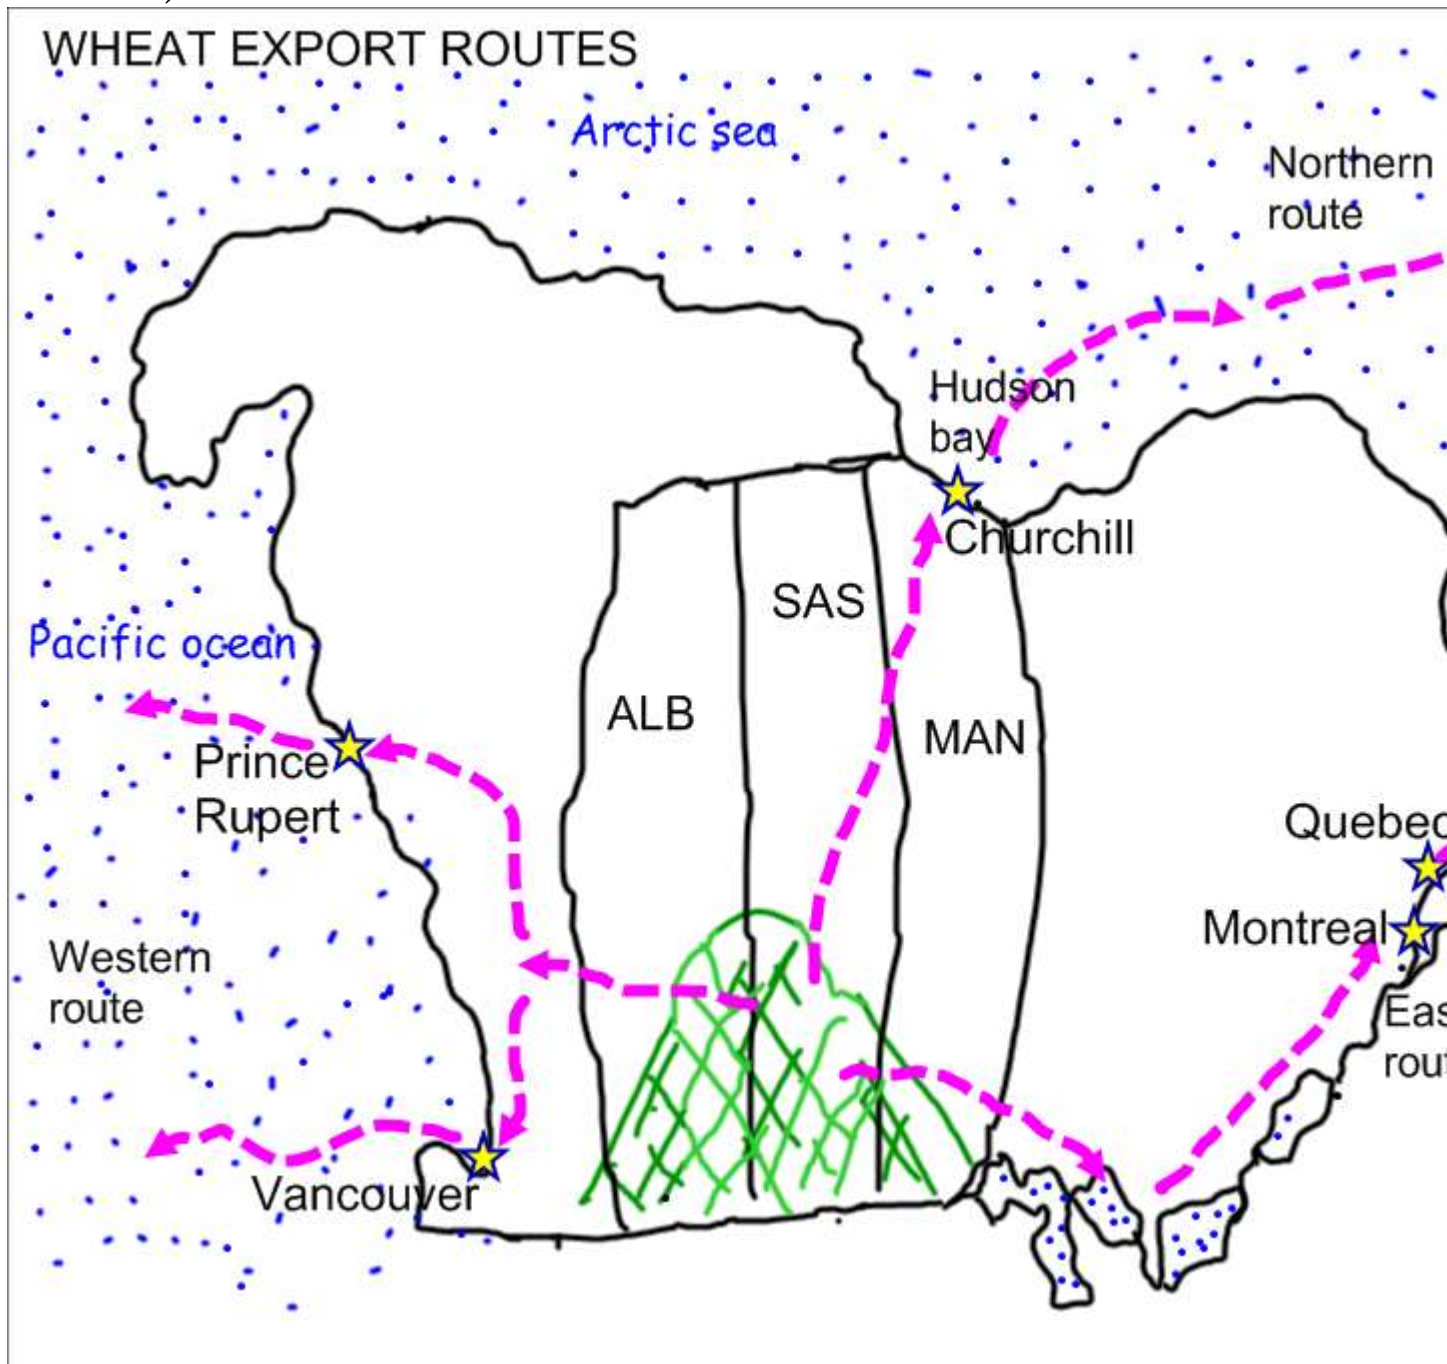 WHEAT EXPORT ROUTES
Arctic sea
Northern
route
Hudson
bay
Churchill
SAS
Pacific ocean
ALB
MAN
Prince
Rupert
Quebec
Montreal
Western
route
Vancouver